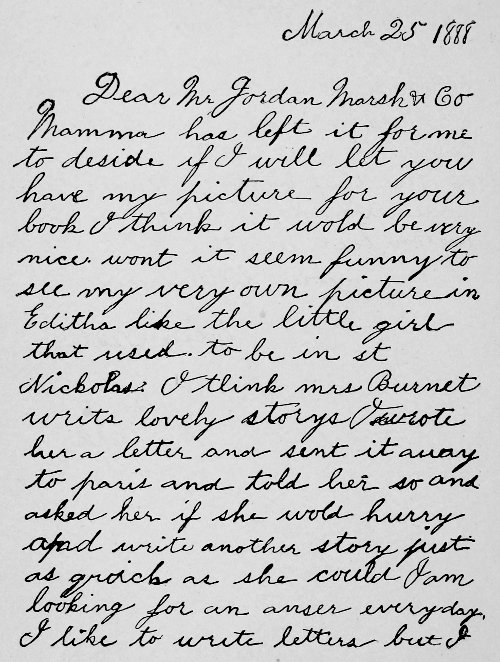 March 25 1888
Dear Mr Jordan Marsh & Co
Mamma has left it for me
to deside if I will let you
have my picture for your
book I think it wold be very
nice. wont it seem funny to
see my very own picture in
Editha like the little girl
that used. to be in st
Nickolas. I tlink mrs Burnet
writs lovely storys I wrote
her a letter and sent it away
to paris and told her so and
asked her if she wold hurry
and write another story just
as qwick as she could I am
looking for an anser everyday,
I like to write letters but I